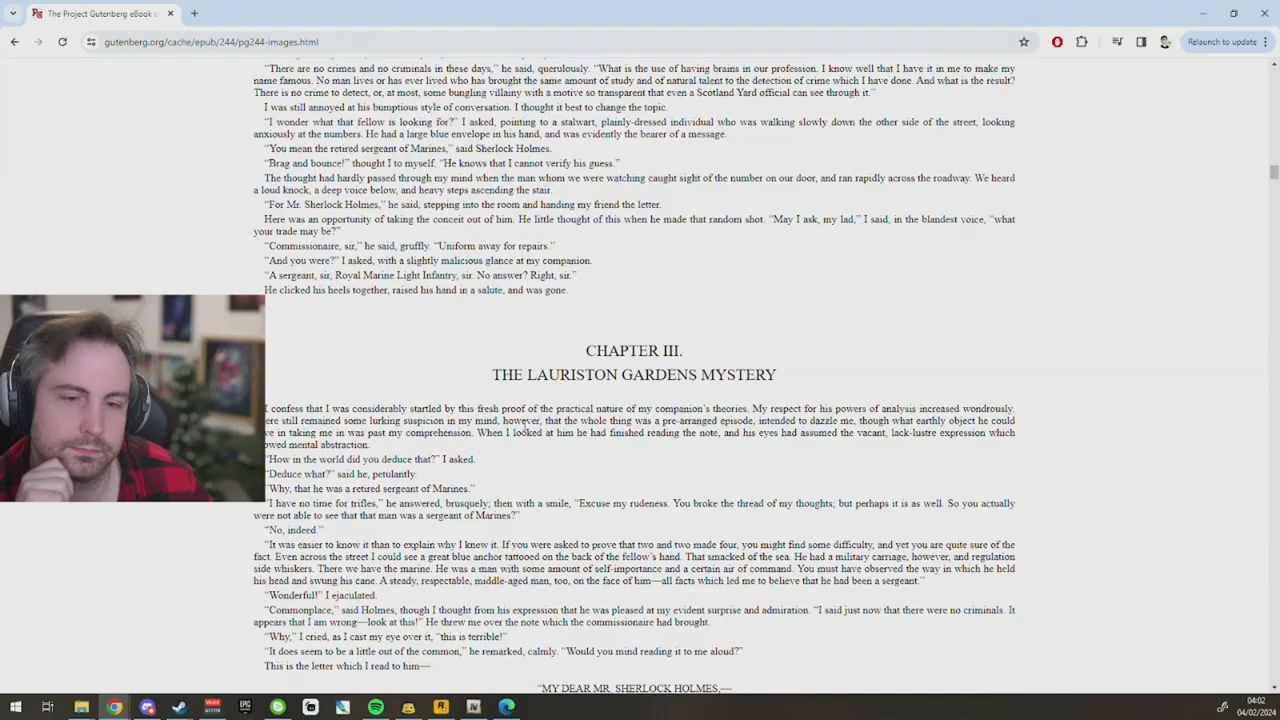 The Project Gutenberg eBook o
gutenberg.org/cache/epub/244/pg244-images.html
Relaunch to update
“There are no crimes and no criminals in these days,” he said, querulously. “What is the use of having brains in our profession. I know well that I have it in me to make my
name famous. No man lives or has ever lived who has brought the same amount of study and of natural talent to the detection of crime which I have done. And what is the result?
There is no crime to detect, or, at most, some bungling villainy with a motive so transparent that even a Scotland Yard official can see through it.”
I was still annoyed at his bumptious style of conversation. I thought it best to change the topic.
“I wonder what that fellow is looking for?” I asked, pointing to a stalwart, plainly-dressed individual who was walking slowly down the other side of the street, looking
anxiously at the numbers. He had a large blue envelope in his hand, and was evidently the bearer of a message.
“You mean the retired sergeant of Marines,” said Sherlock Holmes.
“Brag and bounce!” thought I to myself. “He knows that I cannot verify his guess.”
The thought had hardly passed through my mind when the man whom we were watching caught sight of the number on our door, and ran rapidly across the roadway. We heard
a loud knock, a deep voice below, and heavy steps ascending the stair.
“For Mr. Sherlock Holmes,” he said, stepping into the room and handing my friend the letter.
Here was an opportunity of taking the conceit out of him. He little thought of this when he made that random shot. “May I ask, my lad,” I said, in the blandest voice, “what
your trade may be?”
“Commissionaire, sir,” he said, gruffly. “Uniform away for repairs.”
“And you were?” I asked, with a slightly malicious glance at my companion.
“A sergeant, sir, Royal Marine Light Infantry, sir. No answer? Right, sir.”
He clicked his heels together, raised his hand in a salute, and was gone.
CHAPTER III.
THE LAURISTON GARDENS MYSTERY
I confess that I was considerably startled by this fresh proof of the practical nature of my companion’s theories. My respect for his powers of analysis increased wondrously.
ere still remained some lurking suspicion in my mind, however, that the whole thing was a pre-arranged episode, intended to dazzle me, though what earthly object he could
ve in taking me in was past my comprehension. When I looked at him he had finished reading the note, and his eyes had assumed the vacant, lack-lustre expression which
owed mental abstraction.
“How in the world did you deduce that?” I asked.
“Deduce what?” said he, petulantly.
“Why, that he was a retired sergeant of Marines.”
“I have no time for trifles,” he answered, brusquely; then with a smile, “Excuse my rudeness. You broke the thread of my thoughts; but perhaps it is as well. So you actually
were not able to see that that man was a sergeant of Marines?”
“No, indeed.”
“It was easier to know it than to explain why I knew it. If you were asked to prove that two and two made four, you might find some difficulty, and yet you are quite sure of the
fact. Even across the street I could see a great blue anchor tattooed on the back of the fellow’s hand. That smacked of the sea. He had a military carriage, however, and regulation
side whiskers. There we have the marine. He was a man with some amount of self-importance and a certain air of command. You must have observed the way in which he held
his head and swung his cane. A steady, respectable, middle-aged man, too, on the face of him—all facts which led me to believe that he had been a sergeant.”
“Wonderful!” I ejaculated.
“Commonplace,” said Holmes, though I thought from his expression that he was pleased at my evident surprise and admiration. “I said just now that there were no criminals. It
appears that I am wrong—look at this!” He threw me over the note which the commissionaire had brought.
“Why,” I cried, as I cast my eye over it, “this is terrible!”
“It does seem to be a little out of the common,” he remarked, calmly. “Would you mind reading it to me aloud?”
This is the letter which I read to him—
“MY DEAR MR. SHERLOCK HOLMES,—
04:02
04/02/2024